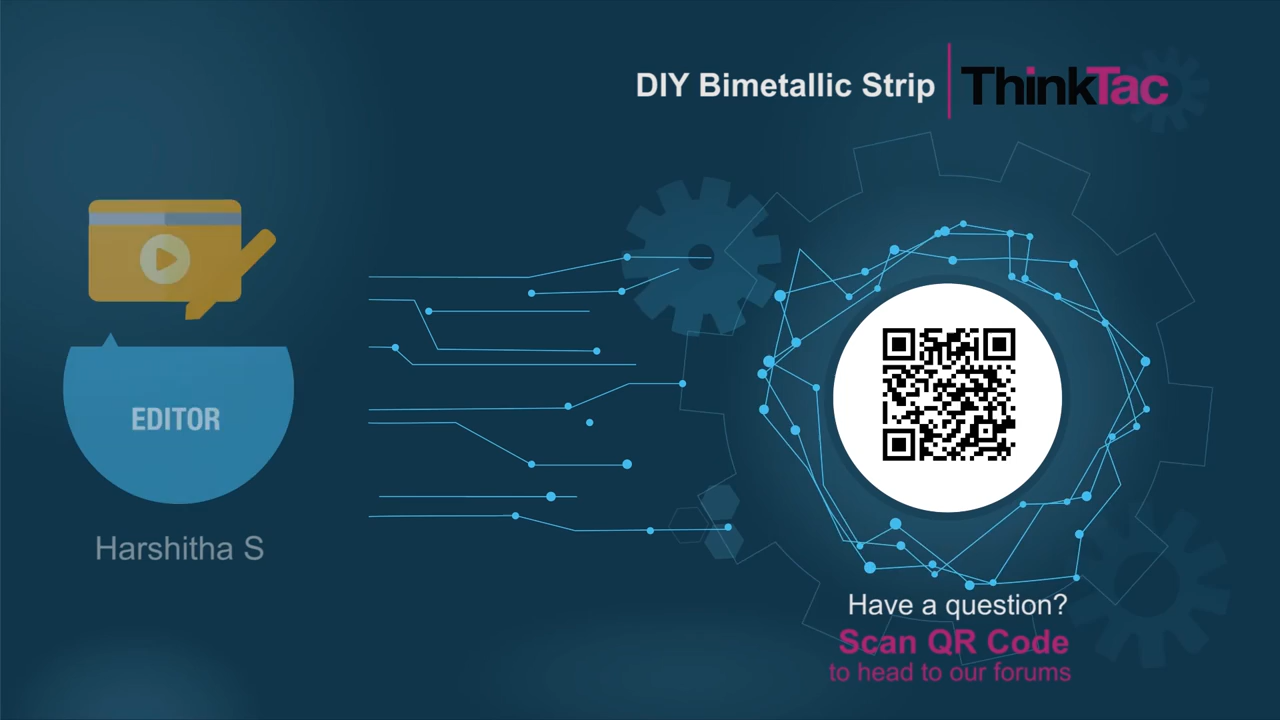 DIY Bimetallic Strip
ThinkTac
EDITOR
Harshitha S
Have a question?
Scan QR Code
to head to our forums